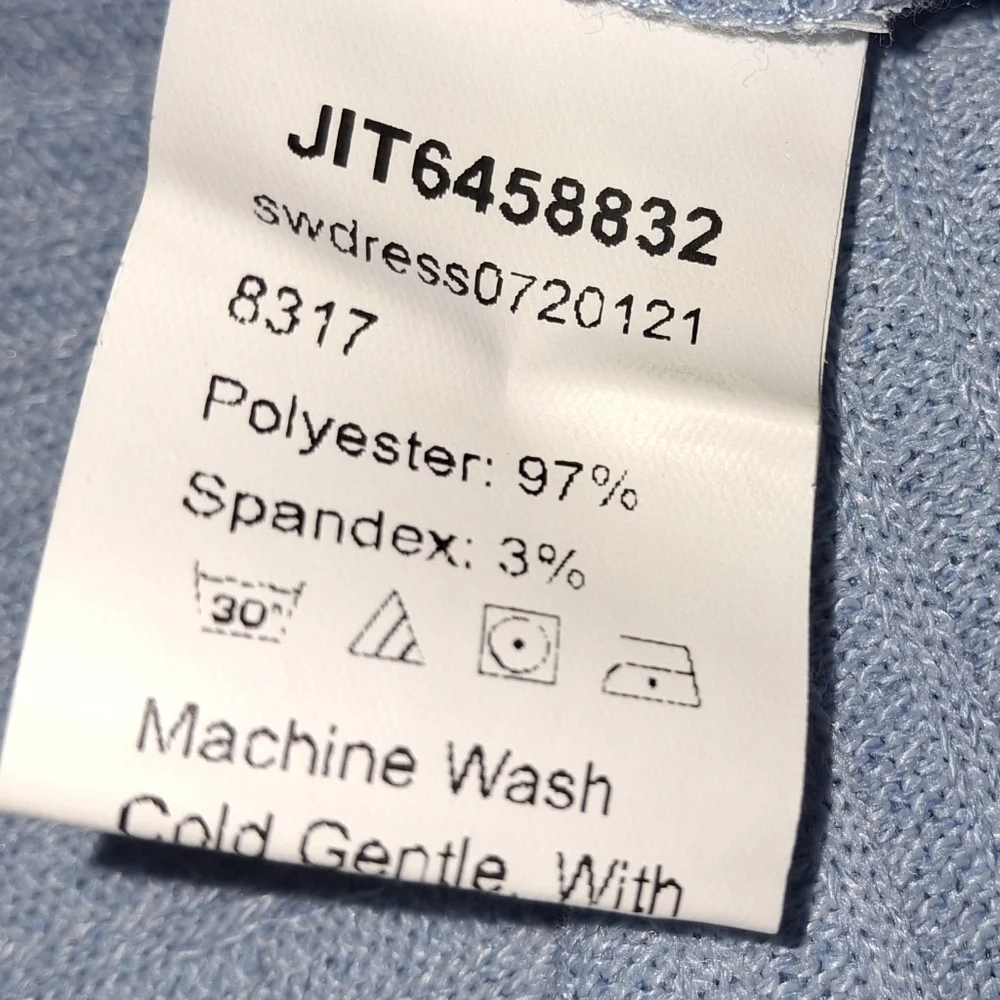 JIT6458832
swdress0720121
8317
Polyester: 97%
Spandex: 3%
30°
Machine Wash
Cold Gentle, With